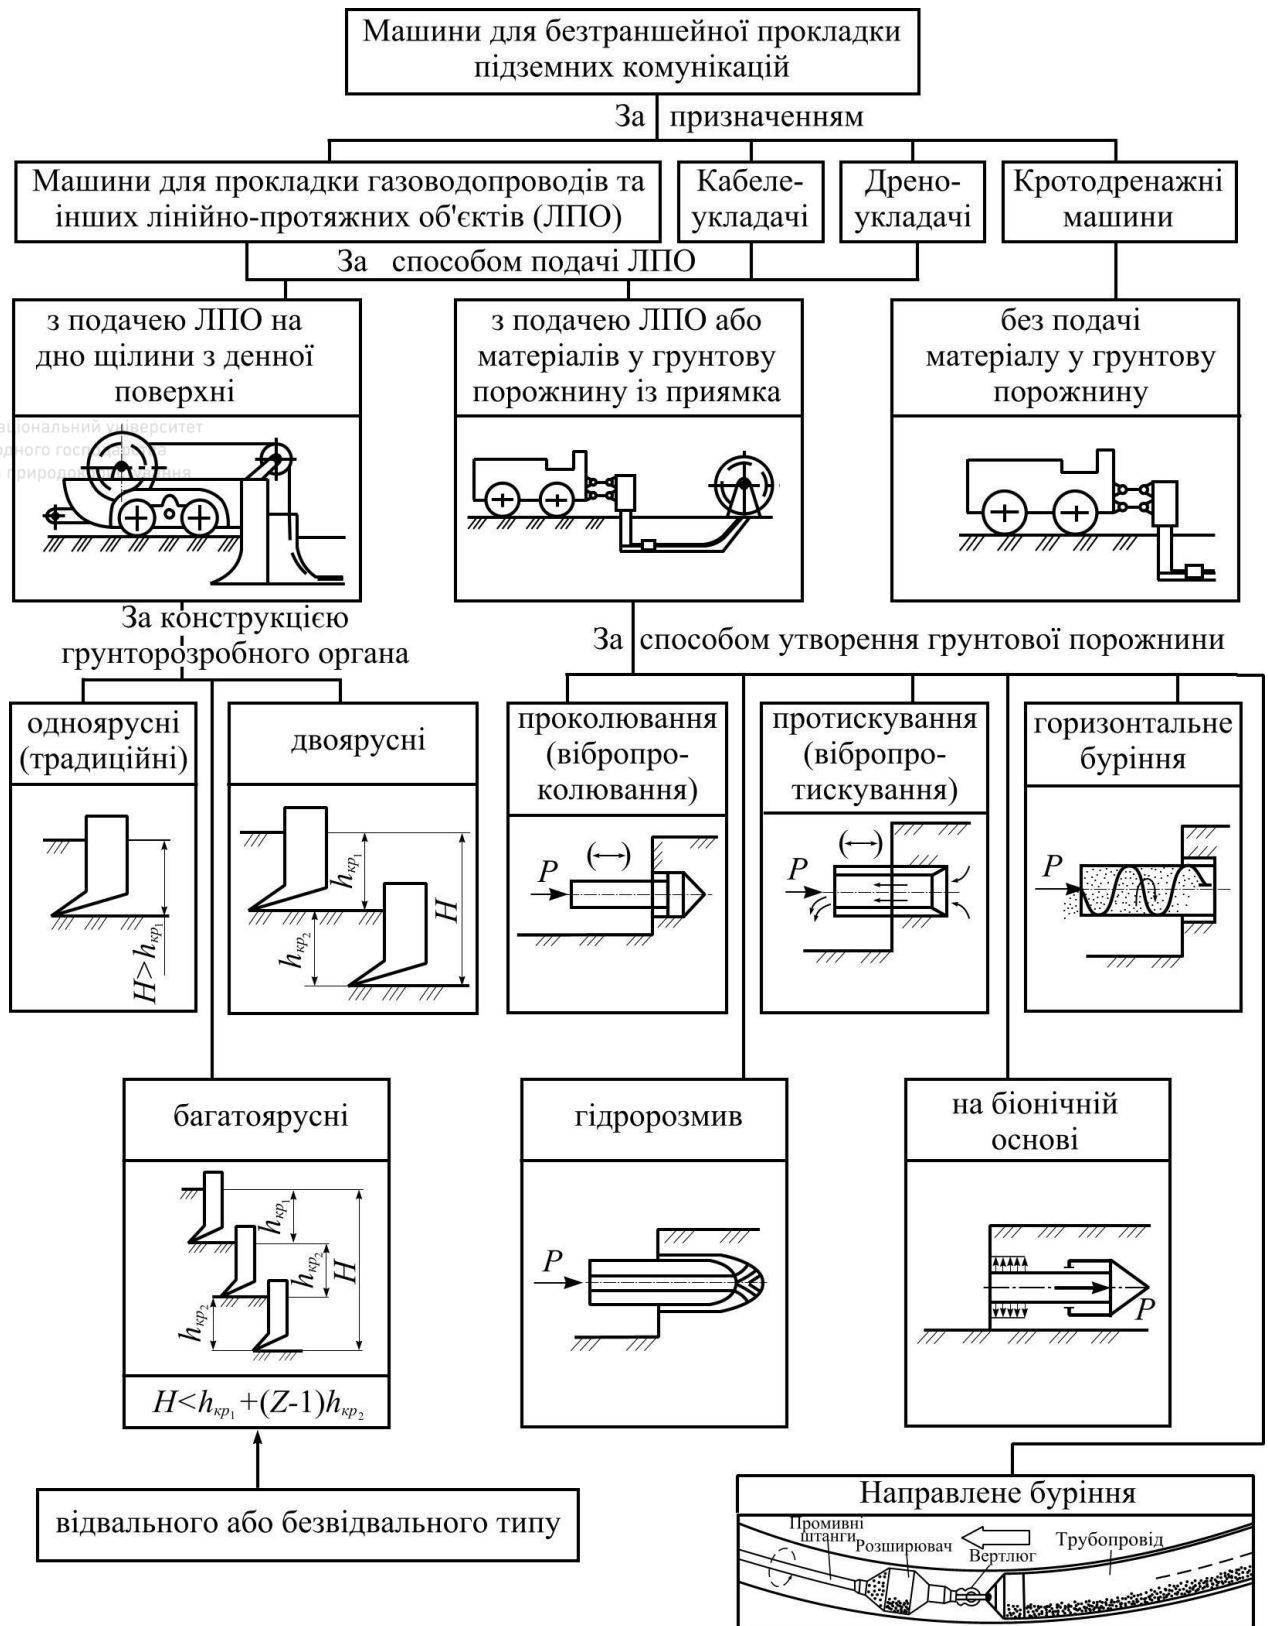 Машини для безтраншейної прокладки
підземних комунікацій
За призначенням
Машини для прокладки газоводопроводів та
інших лінійно-протяжних об'єктів (ЛПО)
Кабеле-
укладачі
Дрено-
укладачі
Кротодренажні
машини
За способом подачі ЛПО
з подачею ЛПО на
дно щілини з денної
поверхні
з подачею ЛПО або
матеріалів у грунтову
порожнину із приямка
без подачі
матеріалу у грунтову
порожнину
За конструкцією
грунторозробного органа
За способом утворення грунтової порожнини
одноярусні
(традиційні)
H>hкр1
двоярусні
hкр1
hкр2
H
проколювання
(вібропро-
колювання)
P
протискування
(вібропро-
тискування)
P
горизонтальне
буріння
P
багатоярусні
hкр1
hкр2
hкр2
H
H<hкр1+(Z-1)hкр2
гідророзмив
P
на біонічній
основі
P
відвального або безвідвального типу
Направлене буріння
Промивні
штанги
Розширювач
Вертлюг
Трубопровід